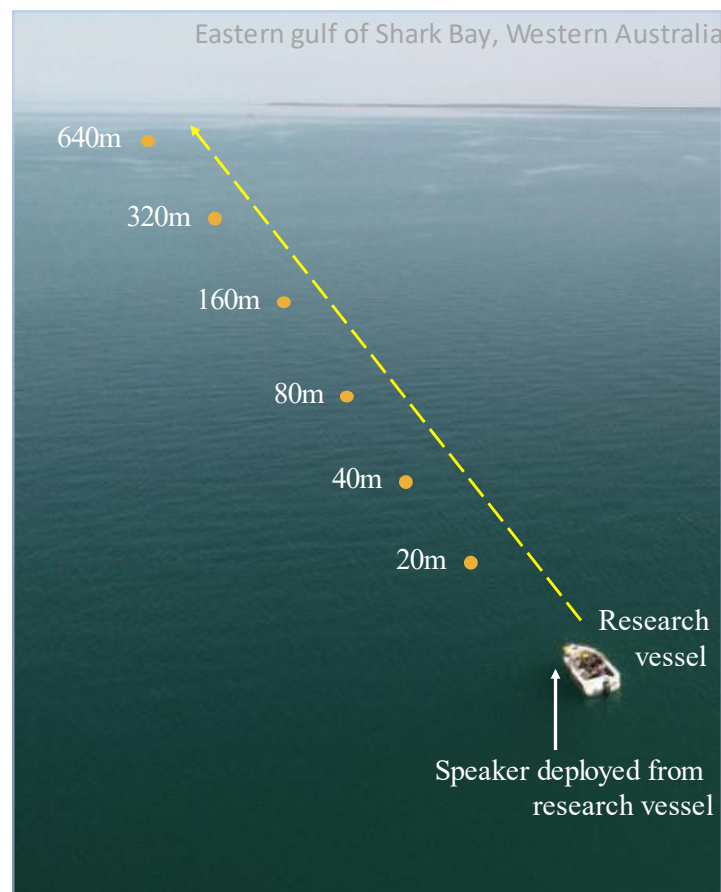 Eastern gulf of Shark Bay, Western Australia
640m
320m
160m
80m
40m
20m
Research
vessel
Speaker deployed from
research vessel